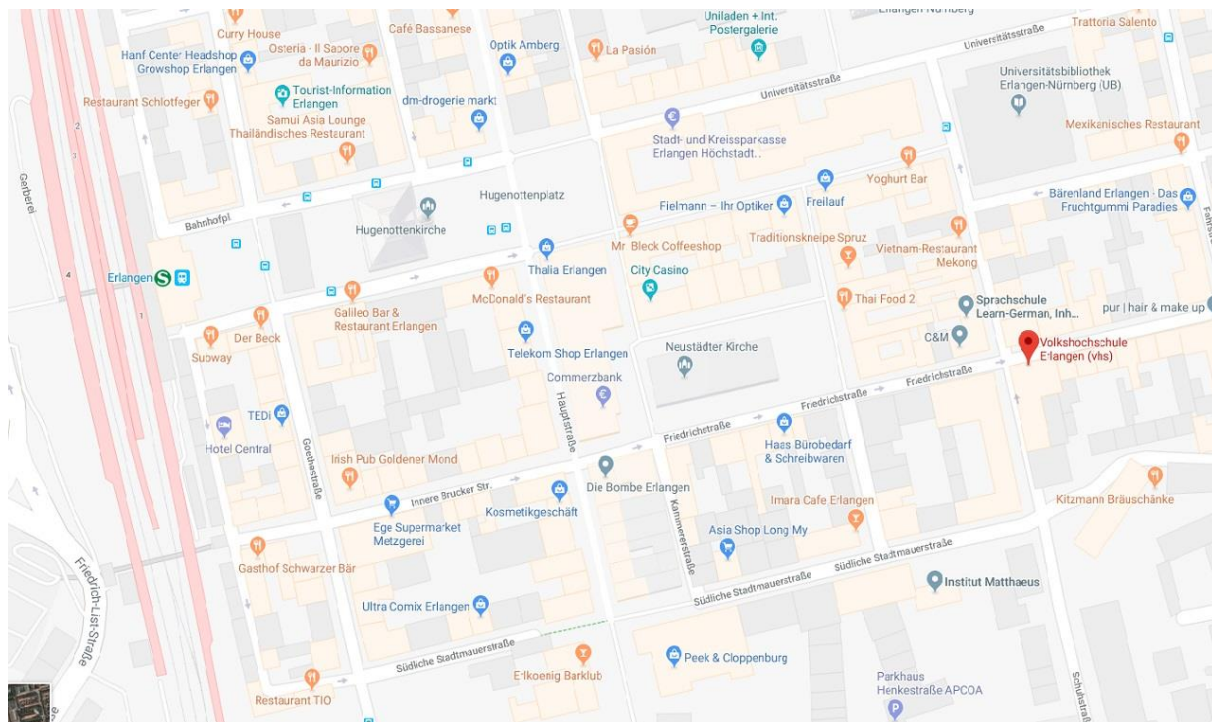 Curry House
Café Bassanese
Uniladen + Int.
Postergalerie
Erlangen-Nürnberg
Trattoria Salento
Osteria - Il Sapore
da Maurizio
Hanf Center Headshop
Growshop Erlangen
Optik Amberg
La Pasión
Universitätsstraße
Universitätsbibliothek
Erlangen-Nürnberg (UB)
Restaurant Schlotfeger
Tourist-Information
Erlangen
dm-drogerie markt
Universitätsstraße
Samui Asia Lounge
Thailändisches Restaurant
Stadt- und Kreissparkasse
Erlangen Höchstadt..
Mexikanisches Restaurant
2
3
Gerberei
Yoghurt Bar
Bahnhofpl.
Hugenottenplatz
Hugenottenkirche
Fielmann – Ihr Optiker
Freilauf
Bärenland Erlangen - Das
Fruchtgummi Paradies
Mr. Bleck Coffeeshop
Traditionskneipe Spruz
Vietnam-Restaurant
Mekong
4
Erlangen
S
Thalia Erlangen
City Casino
1
McDonald's Restaurant
Galileo Bar &
Restaurant Erlangen
Thai Food 2
Sprachschule
Learn-German, Inh...
pur | hair & make up
Der Beck
Subway
Telekom Shop Erlangen
Neustädter Kirche
C&M
Volkshochschule
Erlangen (vhs)
Commerzbank
Friedrichstraße
Friedrichstraße
TEDi
Hotel Central
Goethestraße
Hauptstraße
Friedrichstraße
Haas Bürobedarf
& Schreibwaren
Irish Pub Goldener Mond
Innere Brucker Str.
Die Bombe Erlangen
Kitzmann Bräuschänke
Imara Cafe Erlangen
Kosmetikgeschäft
Kammererstraße
Ege Supermarket
Metzgerei
Asia Shop Long My
Gasthof Schwarzer Bär
Südliche Stadtmauerstraße
Südliche Stadtmauerstraße
Institut Matthaeus
Friedrich-List-Straße
Ultra Comix Erlangen
Südliche Stadtmauerstraße
Peek & Cloppenburg
Erlkoenig Barklub
Restaurant TIO
Parkhaus
Henkestraße APCOA
P
Schuhstraße